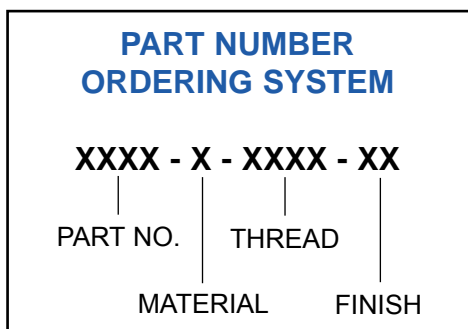 PART NUMBER
ORDERING SYSTEM
XXXX - X - XXXX - XX
PART NO.
THREAD
MATERIAL
FINISH